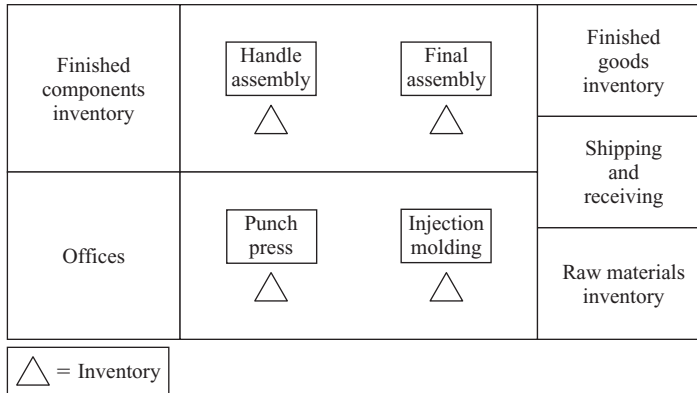 Finished
components
inventory
Handle
assembly
Final
assembly
Finished
goods
inventory
Shipping
and
receiving
Offices
Punch
press
Injection
molding
Raw materials
inventory
= Inventory